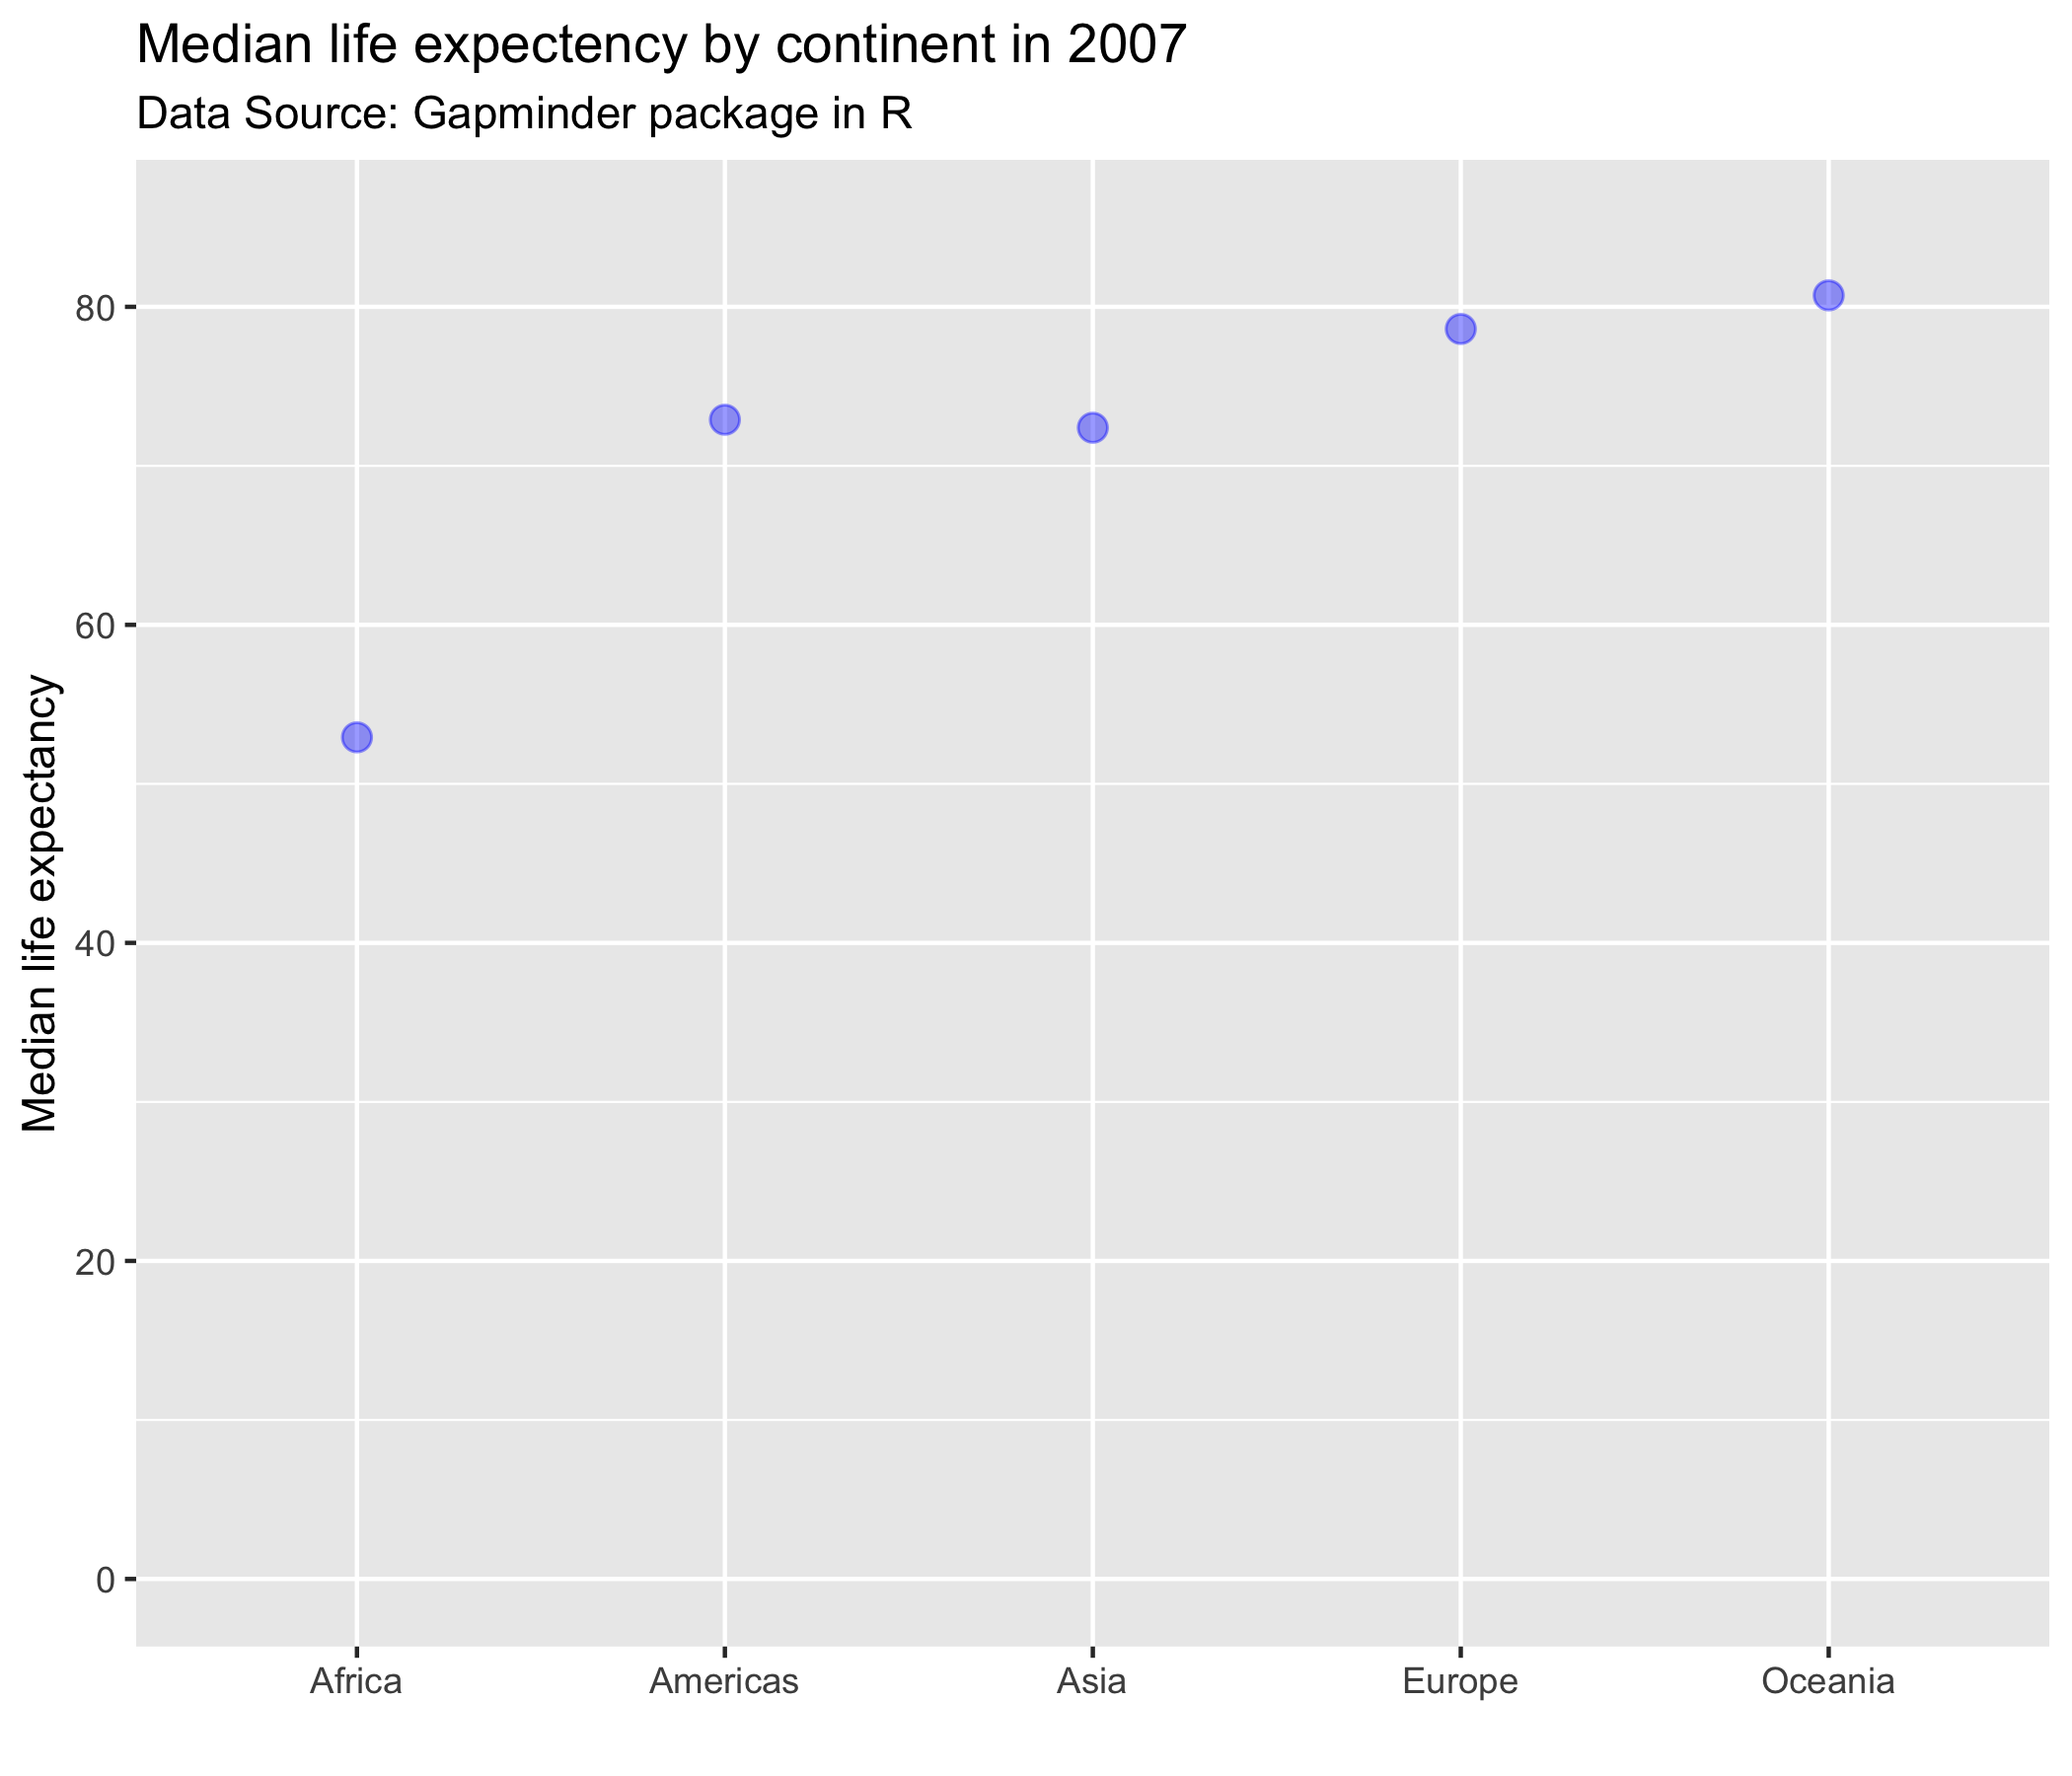 Median life expectency by continent in 2007
Data Source: Gapminder package in R
Median life expectancy
80
60
40
20
0
Africa
Americas
Asia
Europe
Oceania